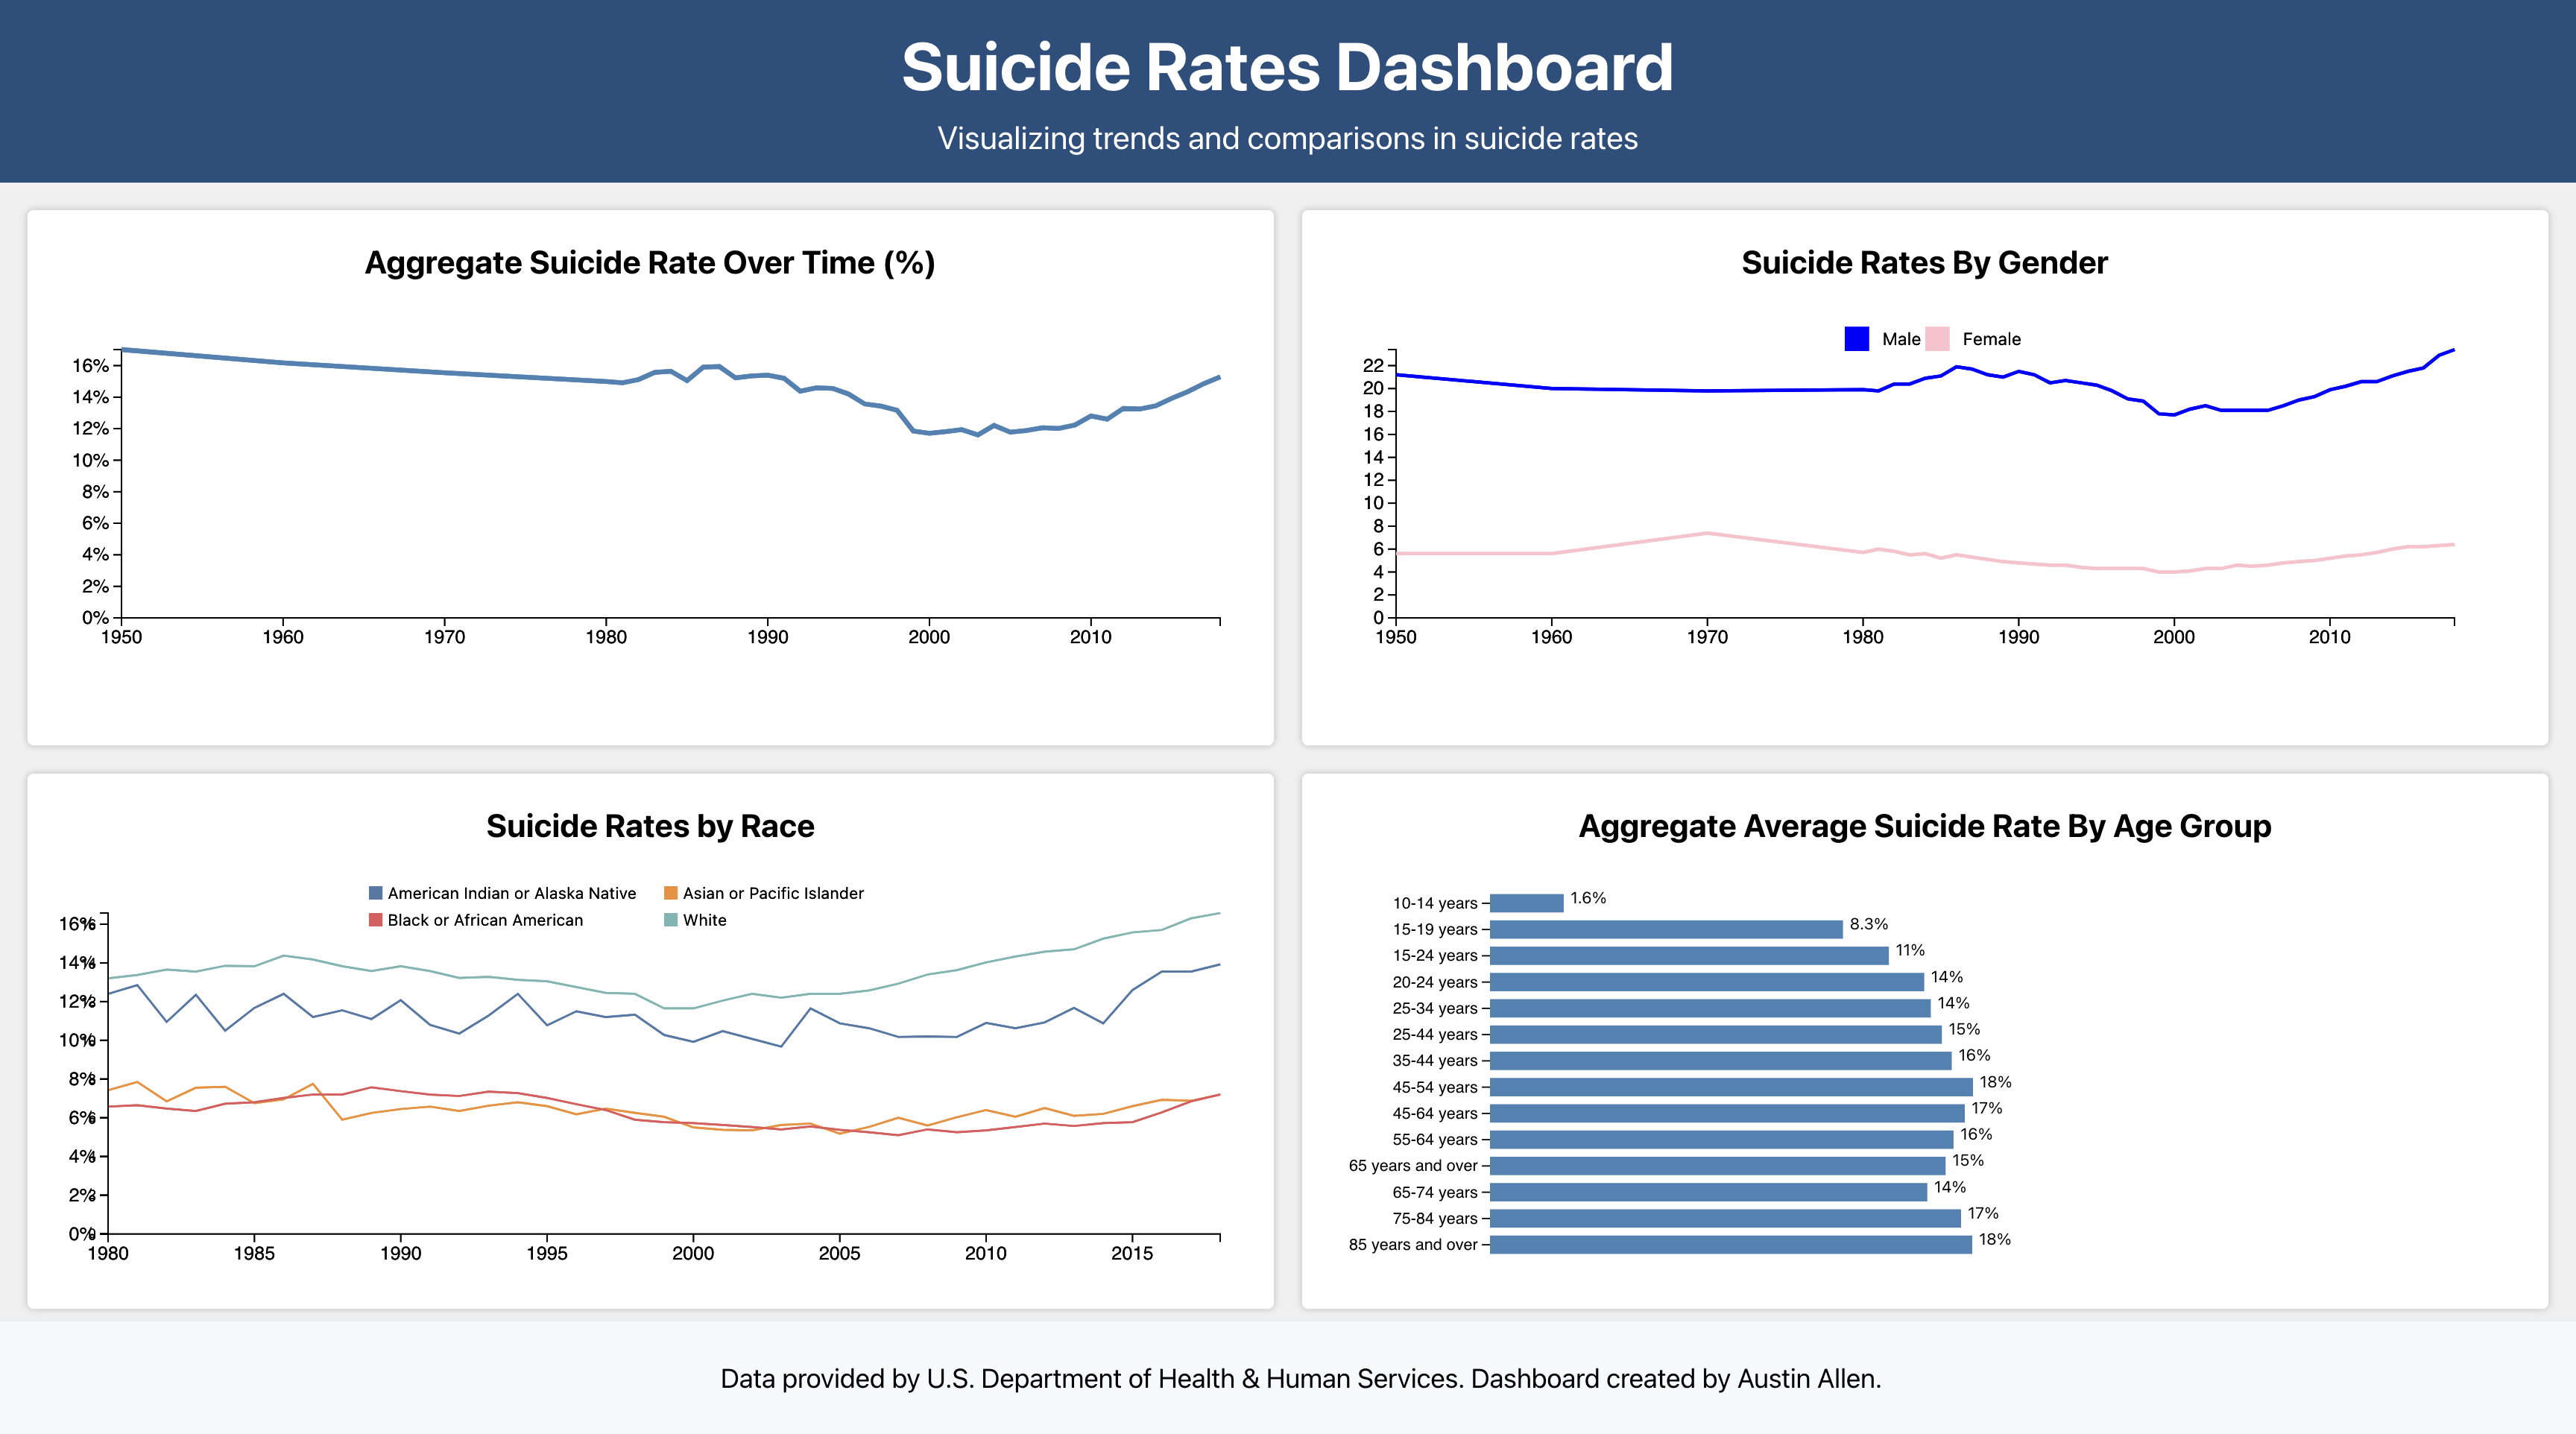 Suicide Rates Dashboard
Visualizing trends and comparisons in suicide rates
Aggregate Suicide Rate Over Time (%)
16%
14%
12%
10%
8%
6%
4%
2%
0%
1950 1960 1970 1980 1990 2000 2010
Suicide Rates By Gender
Male Female
22
20
18
16
14
12
10
8
6
4
2
0
1950 1960 1970 1980 1990 2000 2010
Suicide Rates by Race
American Indian or Alaska Native Asian or Pacific Islander
Black or African American White
16%
14%
12%
10%
8%
6%
4%
2%
0%
1980 1985 1990 1995 2000 2005 2010 2015
Aggregate Average Suicide Rate By Age Group
10-14 years 1.6%
15-19 years 8.3%
15-24 years 11%
20-24 years 14%
25-34 years 14%
25-44 years 15%
35-44 years 16%
45-54 years 18%
45-64 years 17%
55-64 years 16%
65 years and over 15%
65-74 years 14%
75-84 years 17%
85 years and over 18%
Data provided by U.S. Department of Health & Human Services. Dashboard created by Austin Allen.